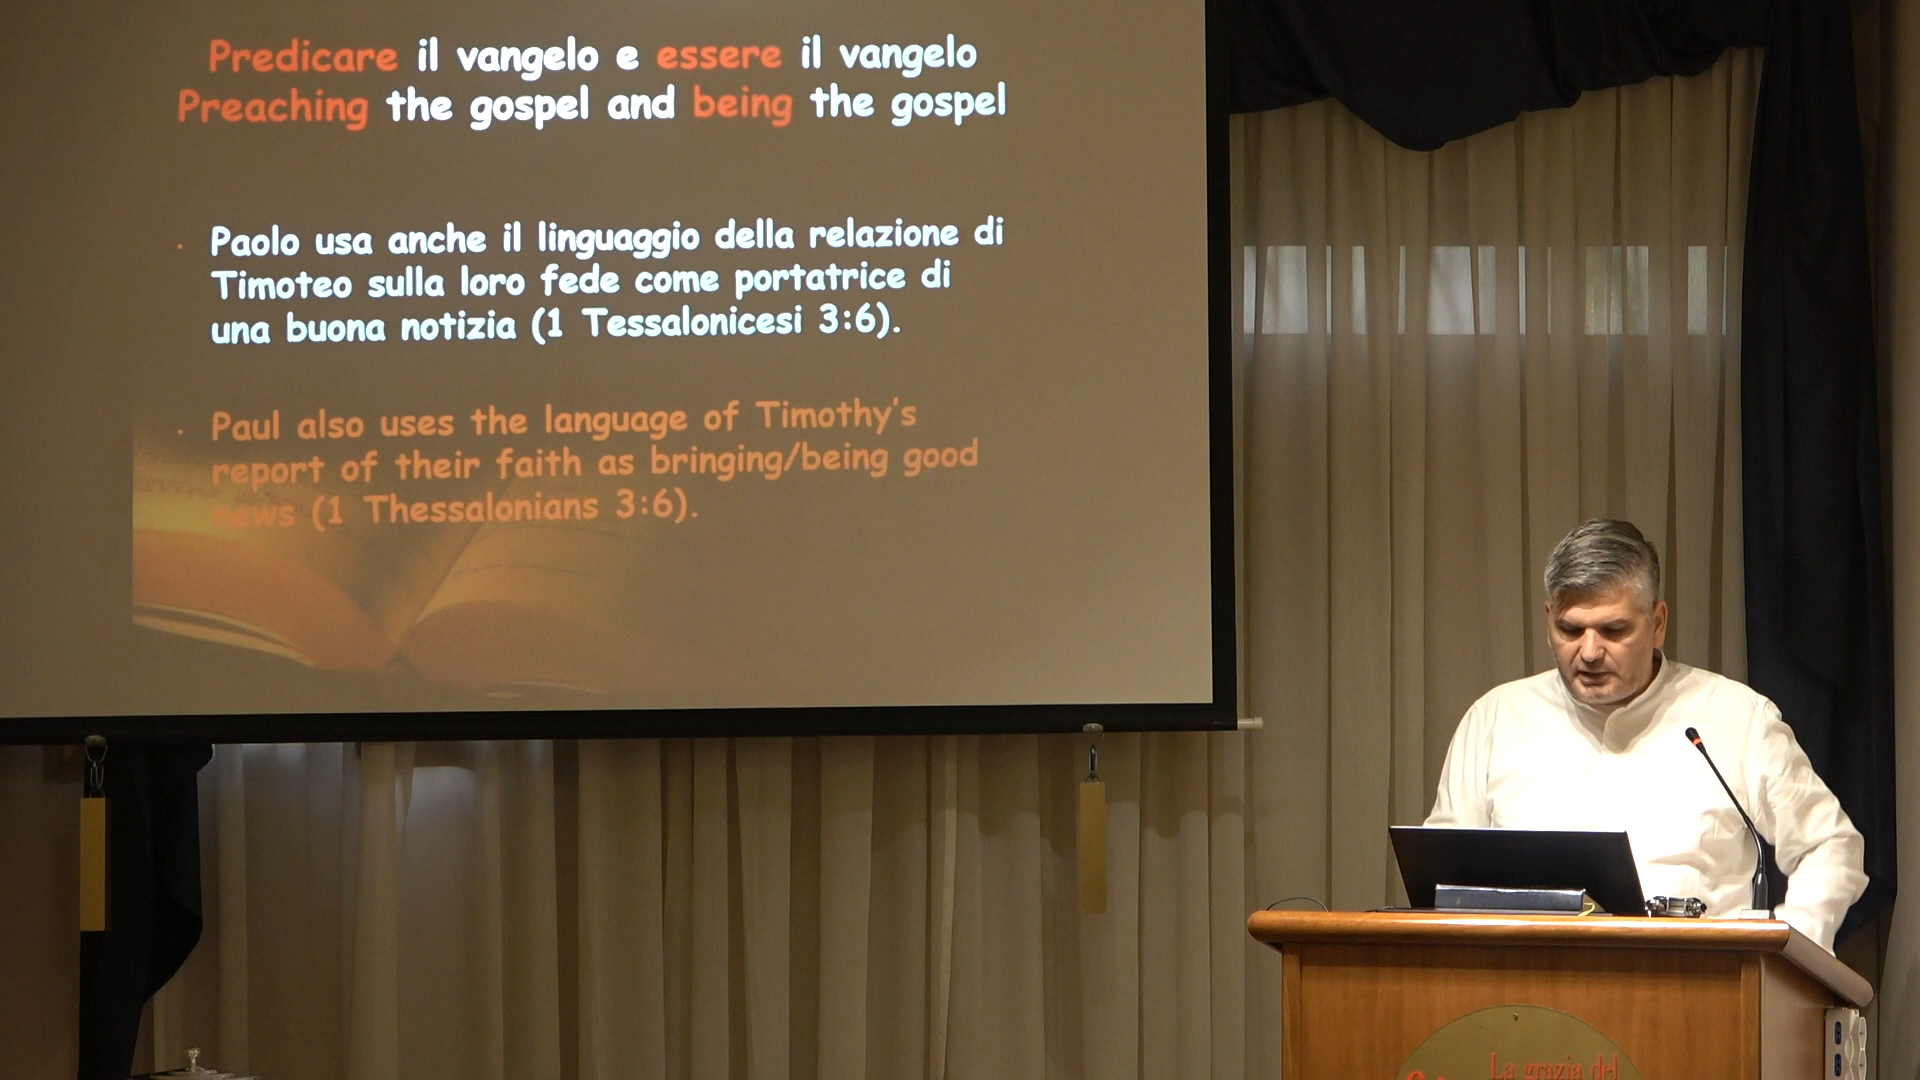 Predicare il vangelo e essere il vangelo
Preaching the gospel and being the gospel
Paolo usa anche il linguaggio della relazione di
Timoteo sulla loro fede come portatrice di
una buona notizia (1 Tessalonicesi 3:6).
Paul also uses the language of Timothy's
report of their faith as bringing/being good
news (1 Thessalonians 3:6).
La grazia del